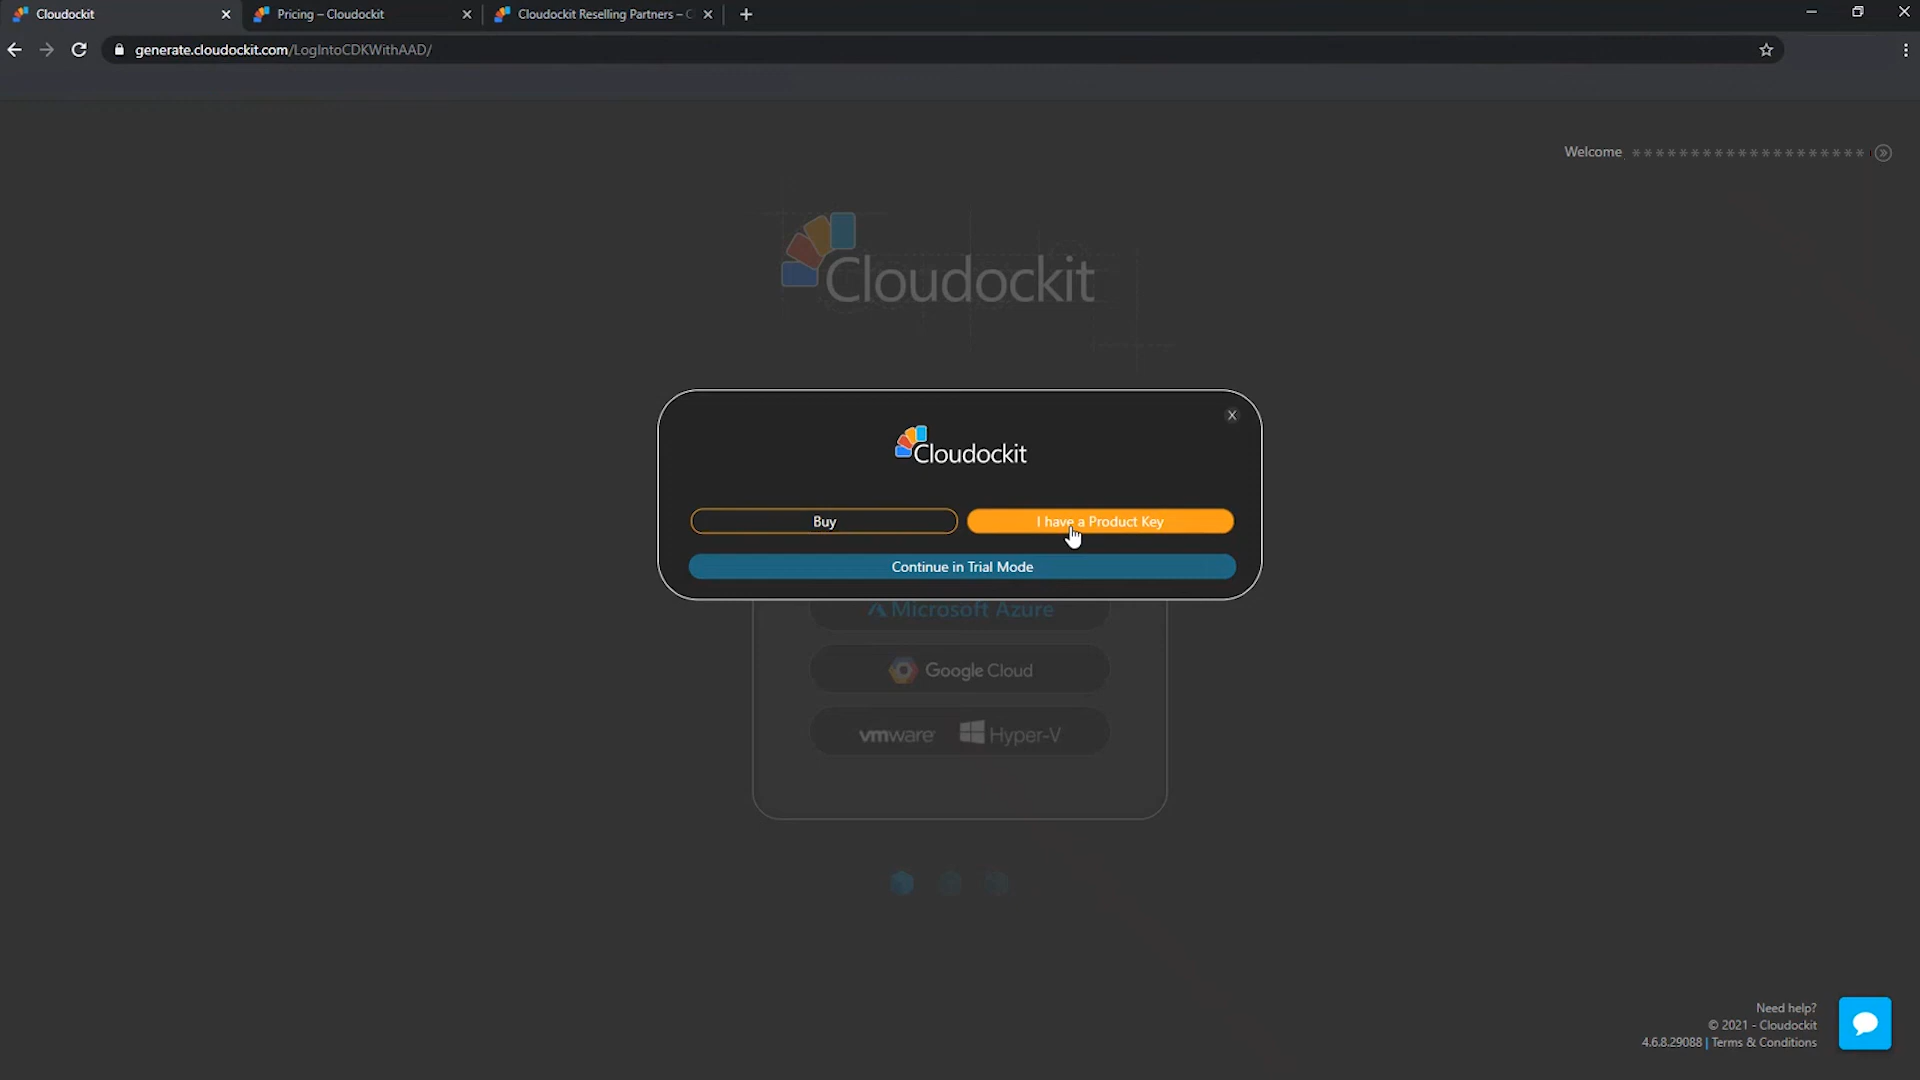 Cloudockit
Pricing – Cloudockit
Cloudockit Reselling Partners – C
generate.cloudockit.com/LogIntoCDKWithAAD/
Welcome ********************
Cloudockit
X
Cloudockit
Buy
I have a Product Key
Continue in Trial Mode
Microsoft Azure
Google Cloud
vmware Hyper-V
Need help?
© 2021 - Cloudockit
4.6.8.29088 | Terms & Conditions